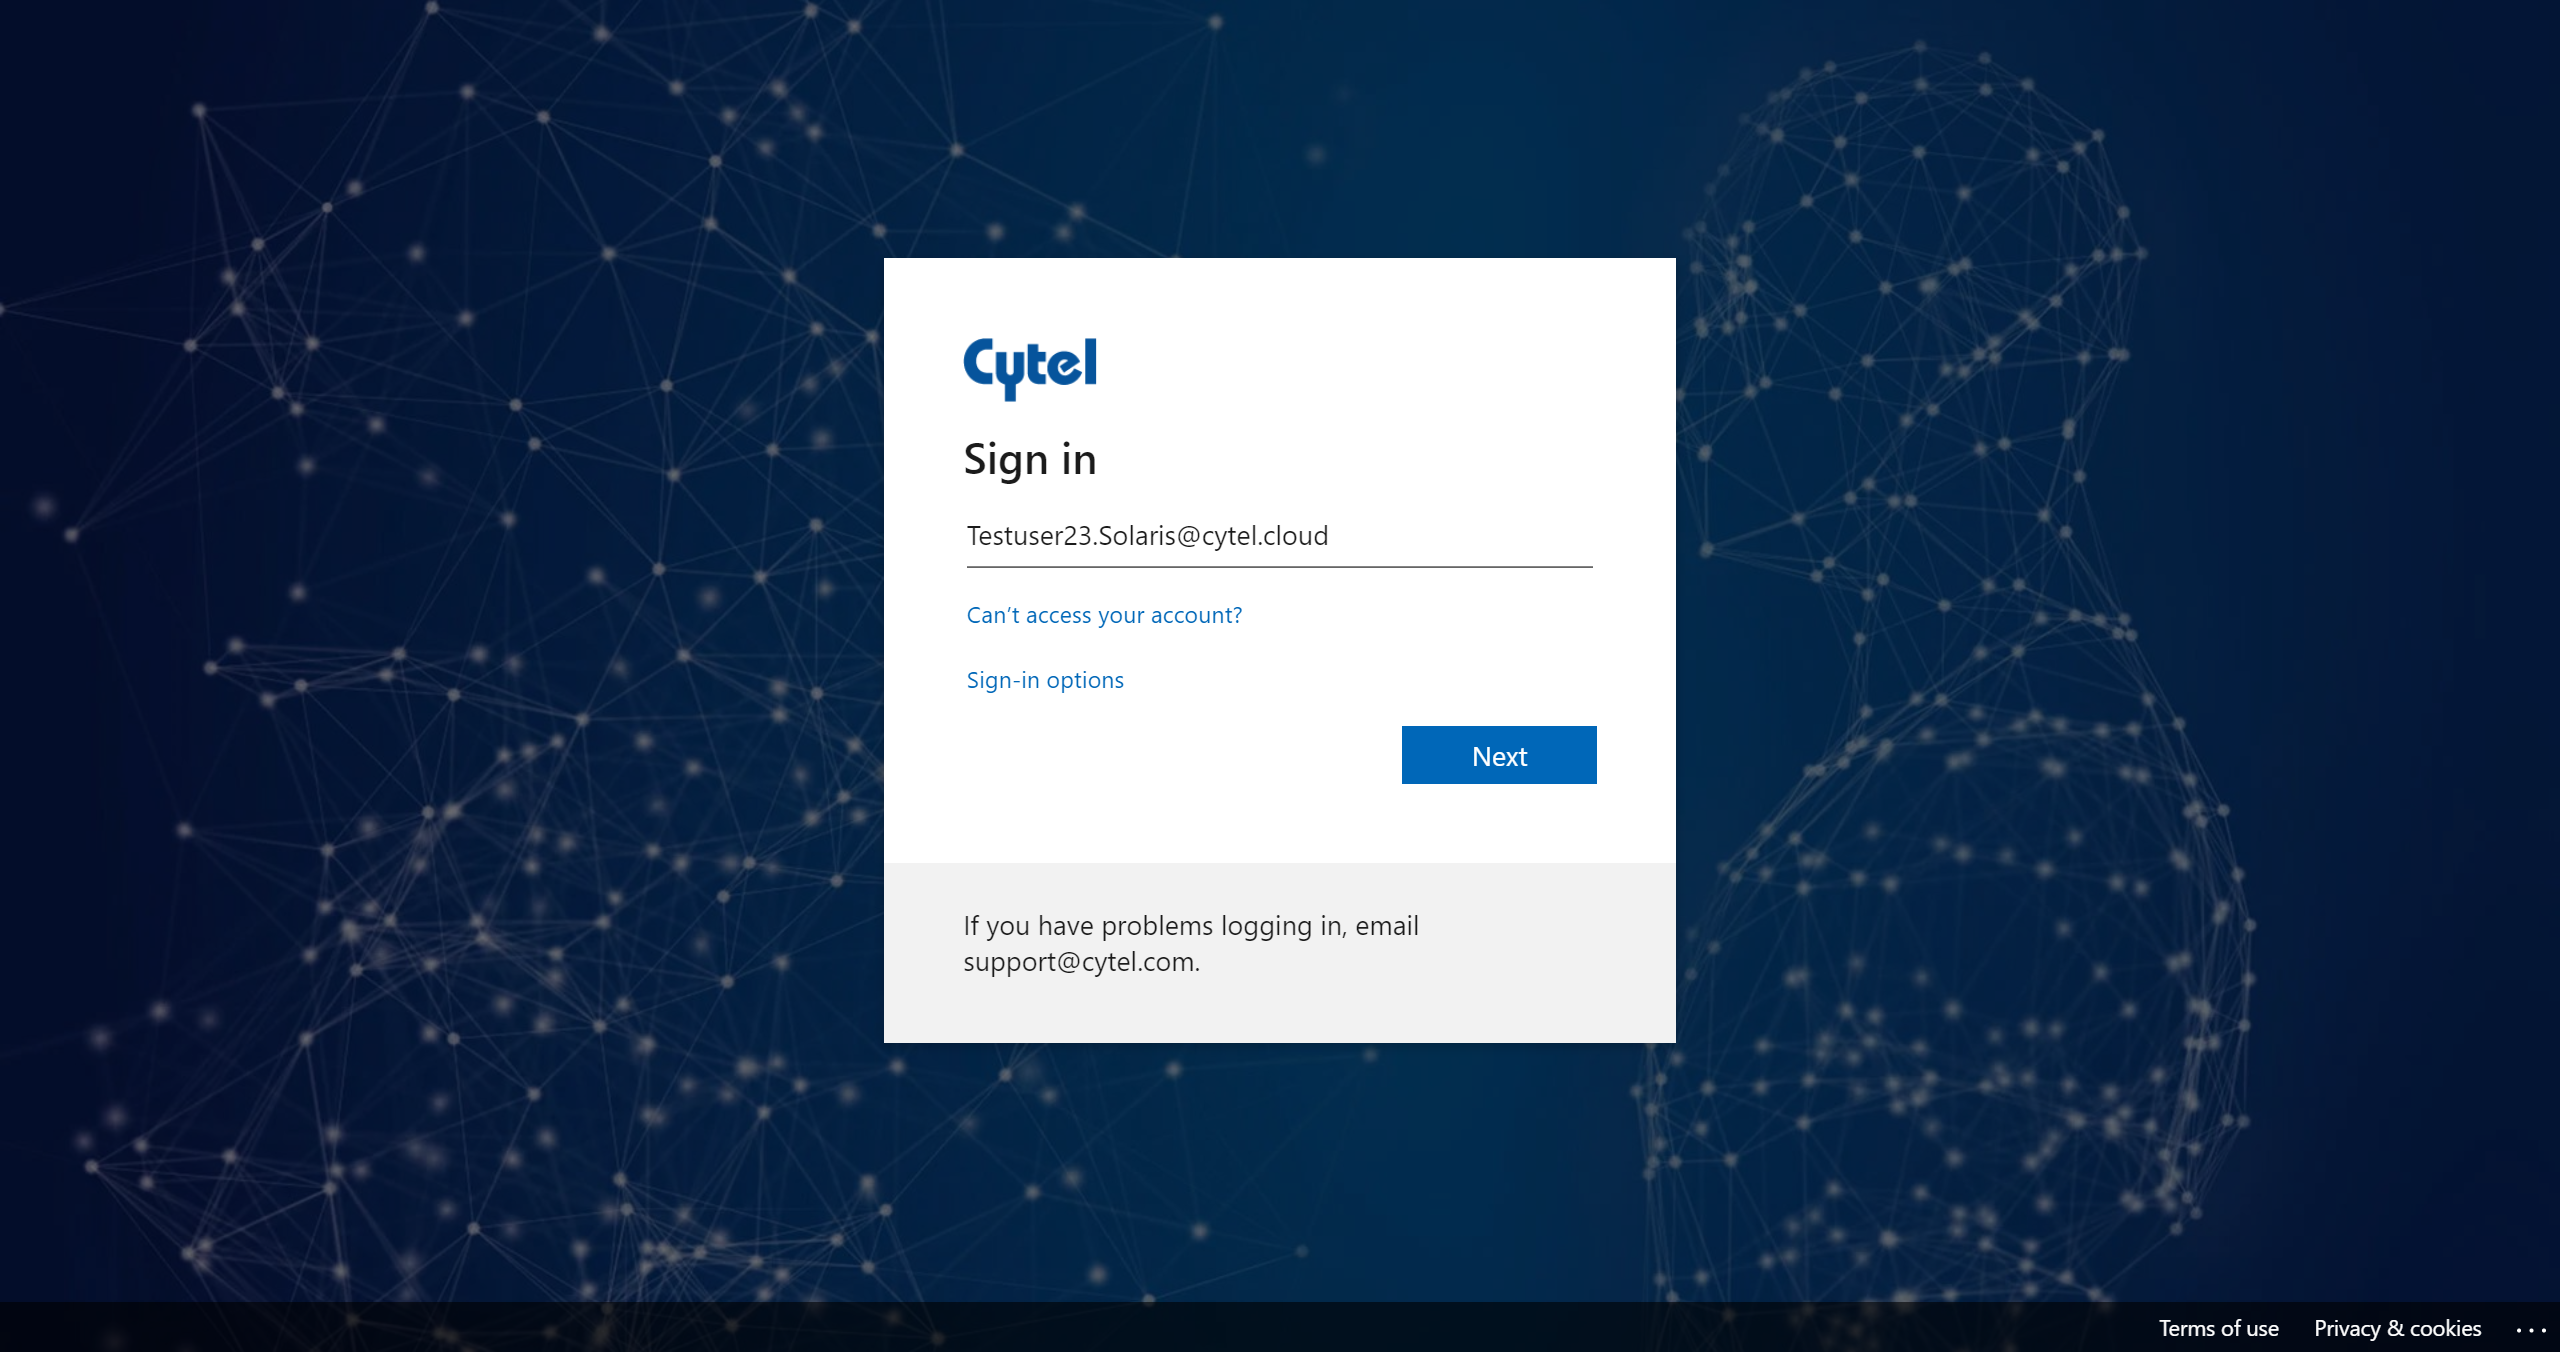 Cytel
Sign in
Testuser23.Solaris@cytel.cloud
Can’t access your account?
Sign-in options
Next
If you have problems logging in, email
support@cytel.com.
Terms of use
Privacy & cookies
...